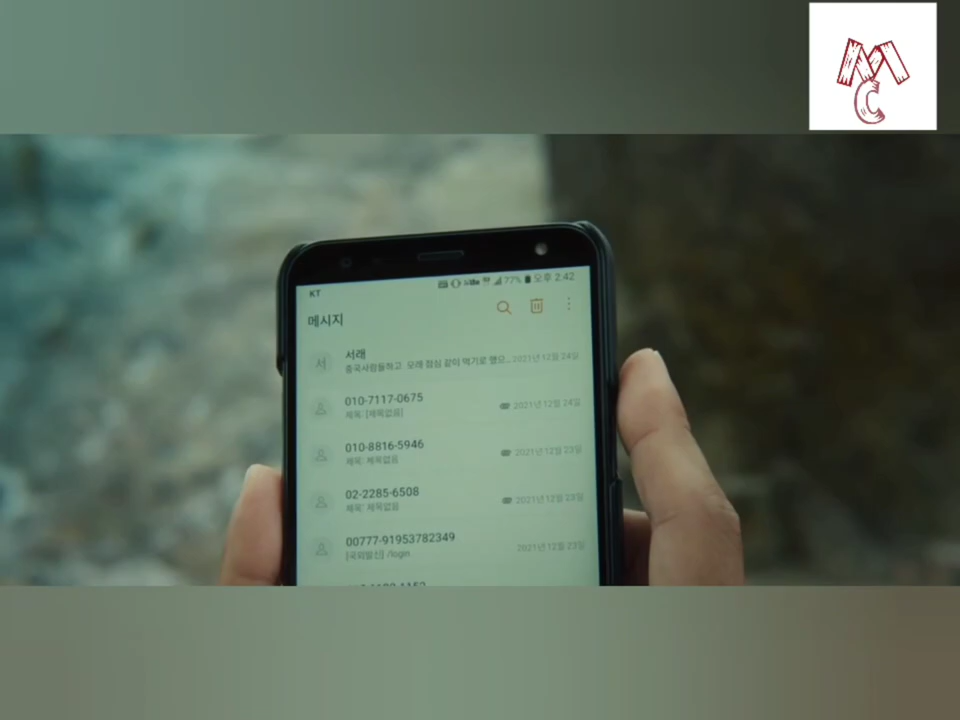 MC
KT 77% 오후 2:42
메시지
서
서래
중국사람들하고 오래 점심 같이 먹기로 했으... 2021년 12월 24일
010-7117-0675
제목: [제목없음] 2021년 12월 24일
010-8816-5946
제목: 제목없음 2021년 12월 23일
02-2285-6508
제목: 제목없음 2021년 12월 23일
00777-91953782349
[국외발신] /login 2021년 12월 23일